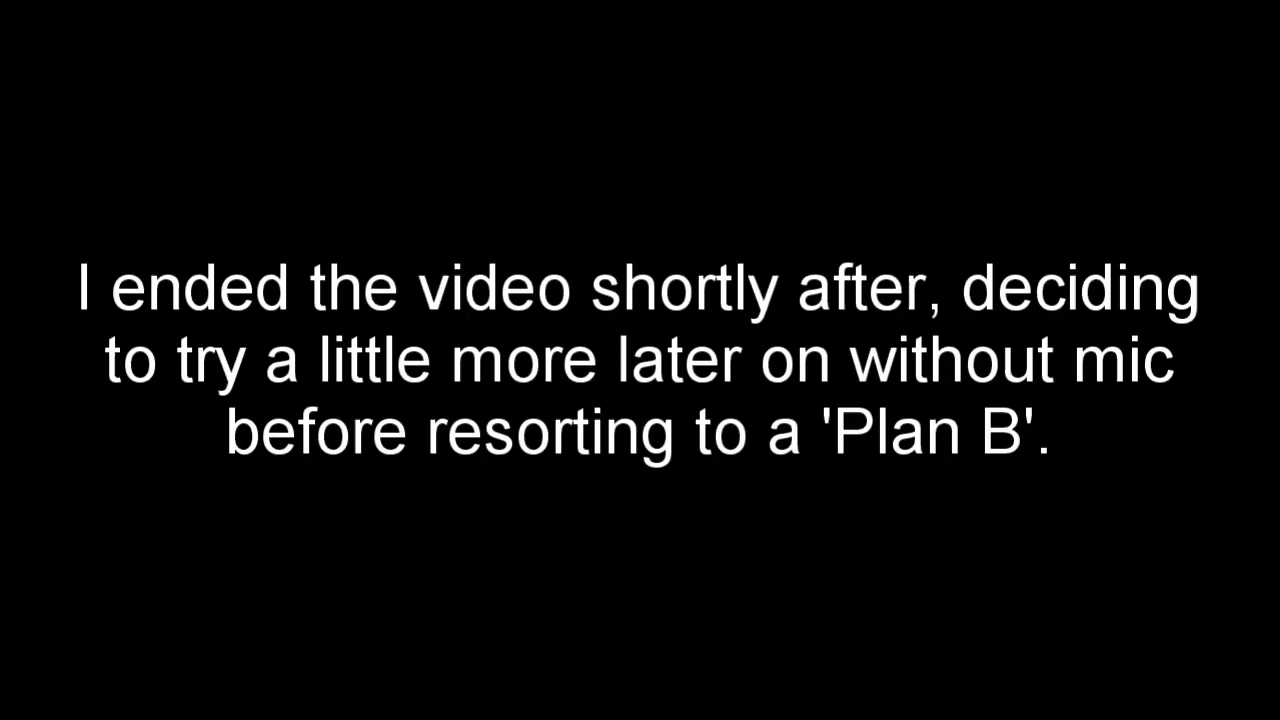 I ended the video shortly after, deciding
to try a little more later on without mic
before resorting to a 'Plan B'.